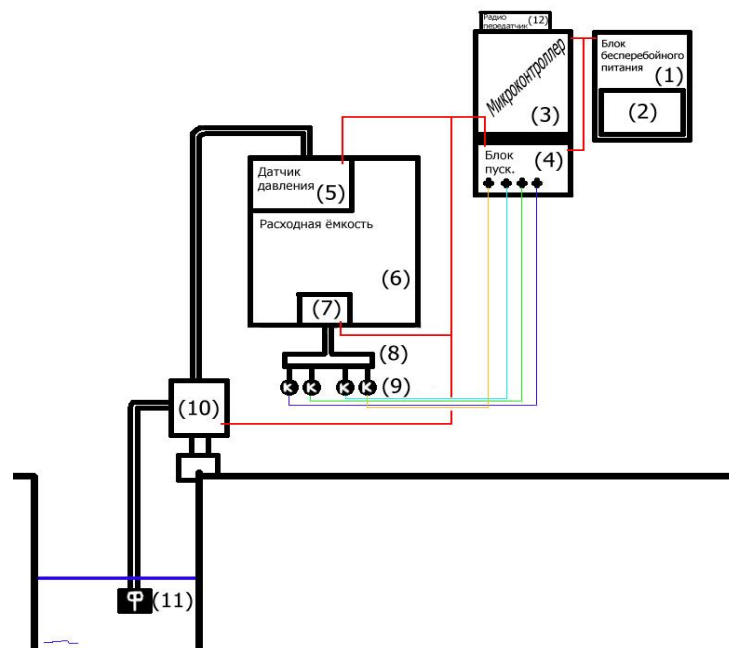 Радио
передатчик (12)
Микроконтроллер
(3)
Блок
бесперебойного
питания
(1)
(2)
Блок
пуск.
(4)
Датчик
давления (5)
Расходная ёмкость
(6)
(7)
(8)
(9)
(10)
ф (11)